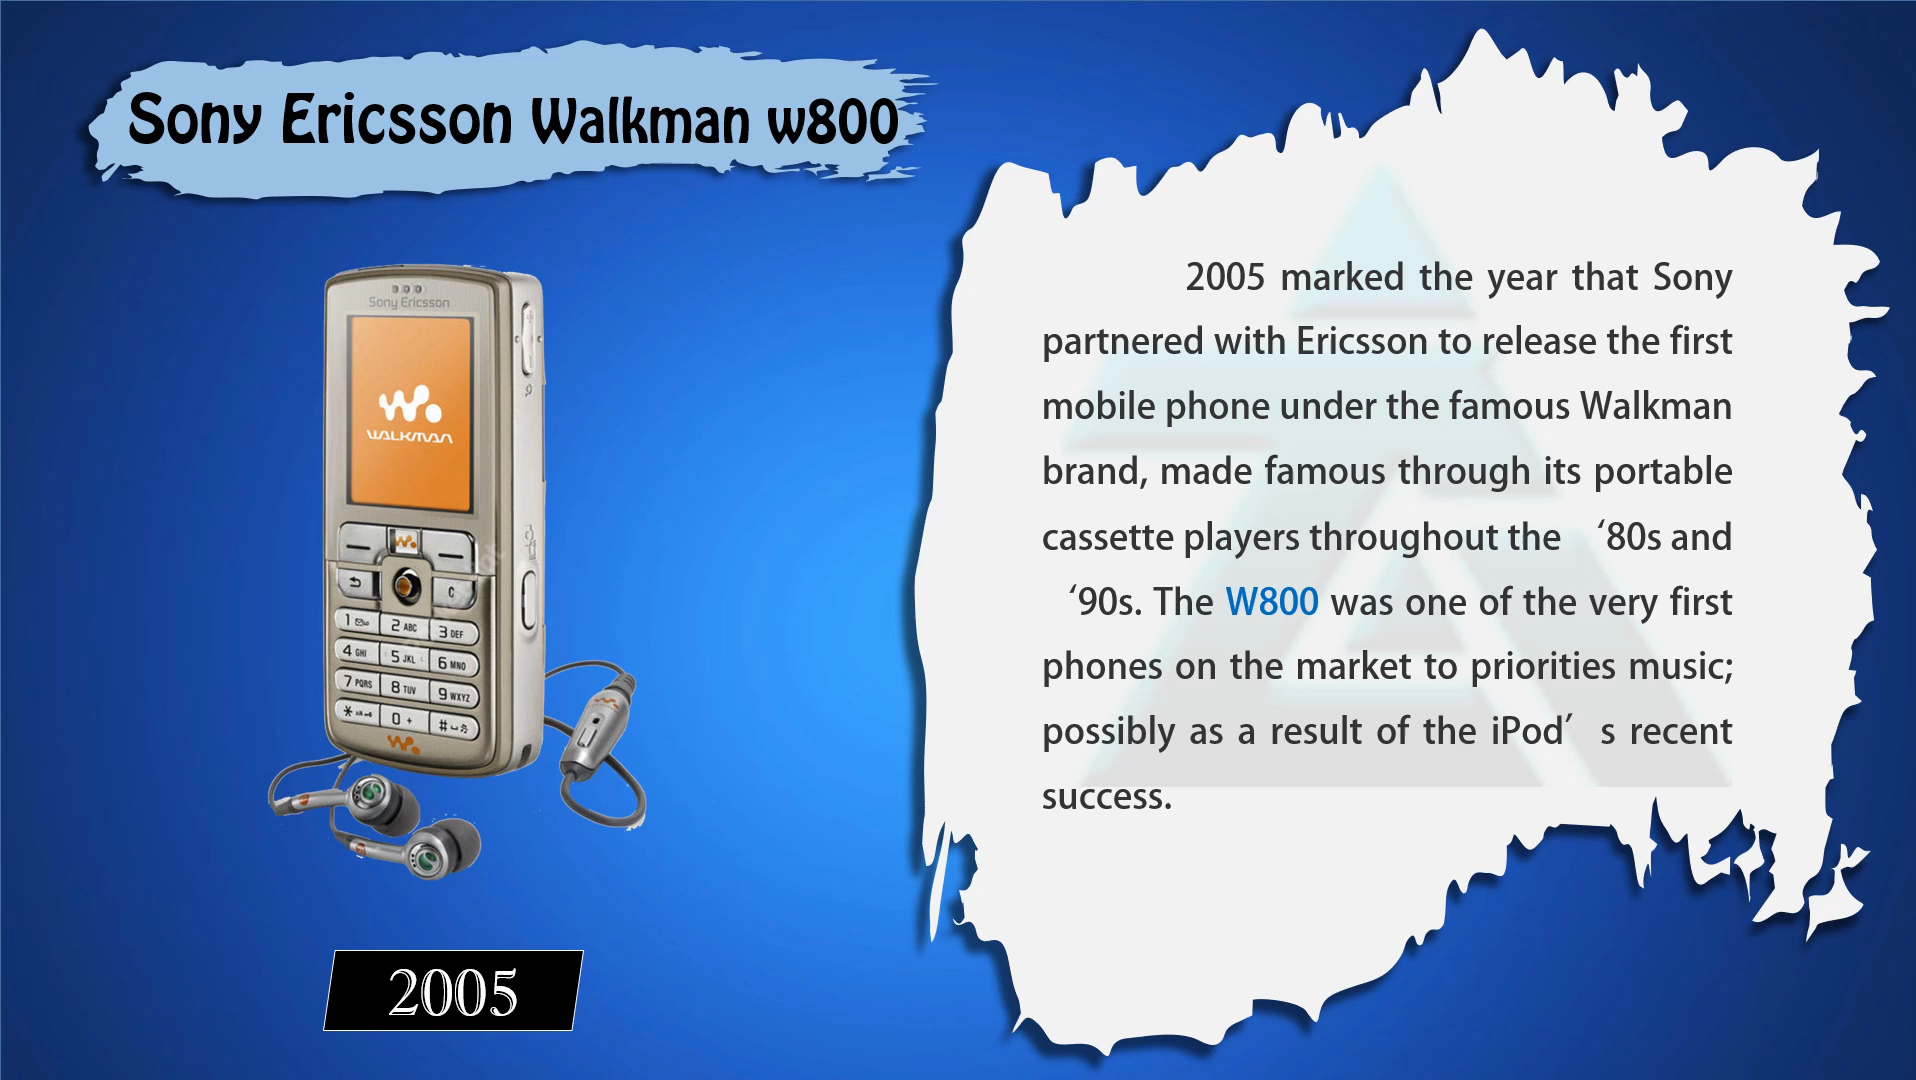 Sony Ericsson Walkman w800
Sony Ericsson
WALKMAN
C
1
2 ABC
3 DEF
4 GHI
5 JKL
6 MNO
7 PQRS
8 TUV
9 WXYZ
*
0 +
#
2005
2005 marked the year that Sony
partnered with Ericsson to release the first
mobile phone under the famous Walkman
brand, made famous through its portable
cassette players throughout the ‘80s and
‘90s. The W800 was one of the very first
phones on the market to priorities music;
possibly as a result of the iPod’ s recent
success.